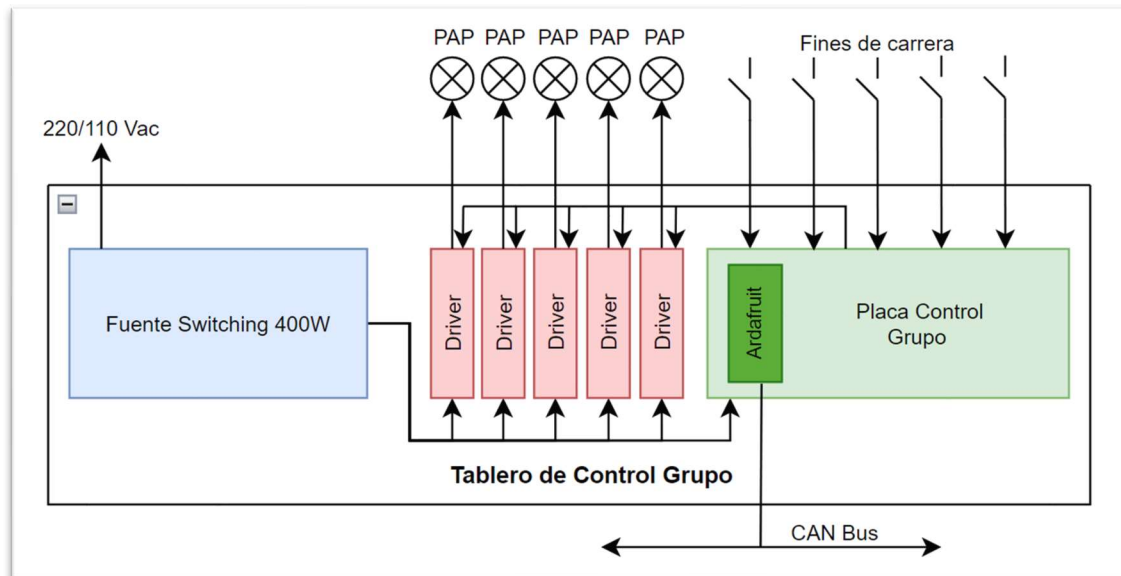 PAP PAP PAP PAP PAP
Fines de carrera
220/110 Vac
Fuente Switching 400W
Driver
Driver
Driver
Driver
Driver
Ardafruit
Placa Control
Grupo
Tablero de Control Grupo
CAN Bus